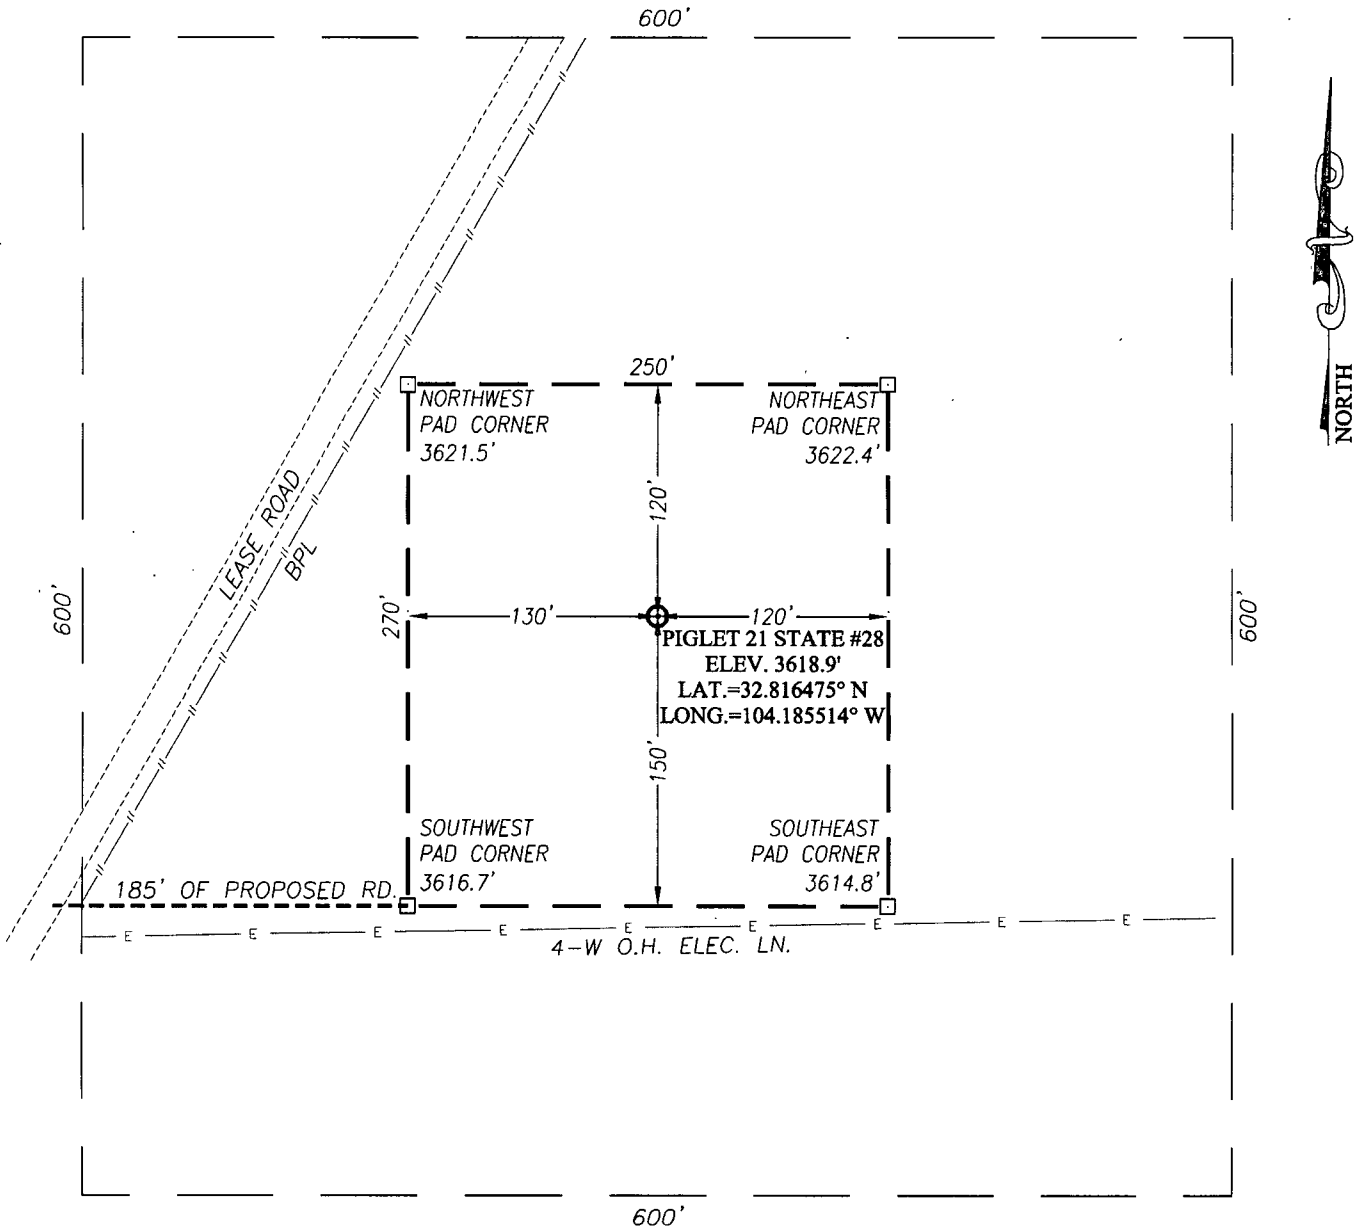 600'
NORTH
250'
NORTHWEST
PAD CORNER
3621.5'
NORTHEAST
PAD CORNER
3622.4'
120'
LEASE ROAD
BPL
600'
270'
130'
120'
600'
PIGLET 21 STATE #28
ELEV. 3618.9'
LAT.=32.816475° N
LONG.=104.185514° W
150'
SOUTHWEST
PAD CORNER
3616.7'
SOUTHEAST
PAD CORNER
3614.8'
185' OF PROPOSED RD.
E E E E E E E E E
4-W O.H. ELEC. LN.
600'